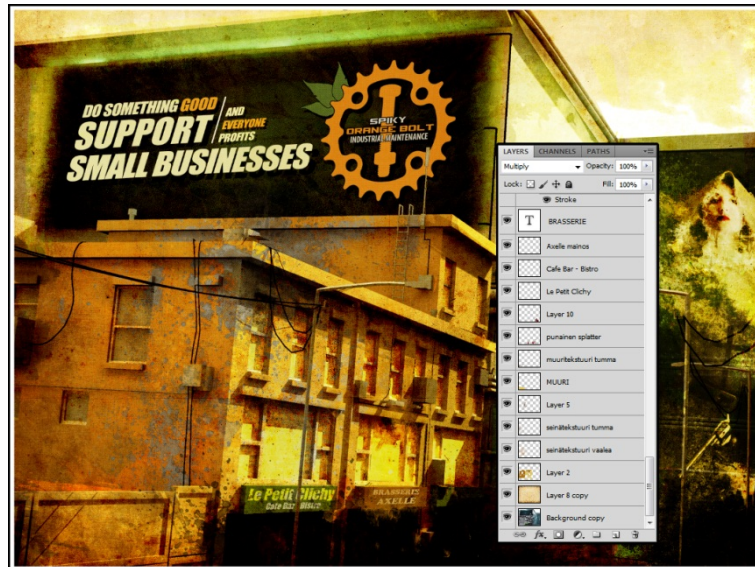 DO SOMETHING GOOD
SUPPORT
SMALL BUSINESSES
AND
EVERYONE
PROFITS
SPIKY
ORANGE BOLT
INDUSTRIAL MAINTENANCE
LAYERS CHANNELS PATHS
Multiply Opacity: 100%
Lock: Fill: 100%
Stroke
T BRASSERIE
Axelle mainos
Cafe Bar - Bistro
Le Petit Clichy
Layer 10
punainen splatter
muuritekstuuri tumma
MUURI
Layer 5
seinätekstuuri tumma
seinätekstuuri vaalea
Layer 2
Layer 8 copy
Background copy
fx.
Le Petit Clichy
Cafe Bar Bistro
BRASSERIE
AXELLE